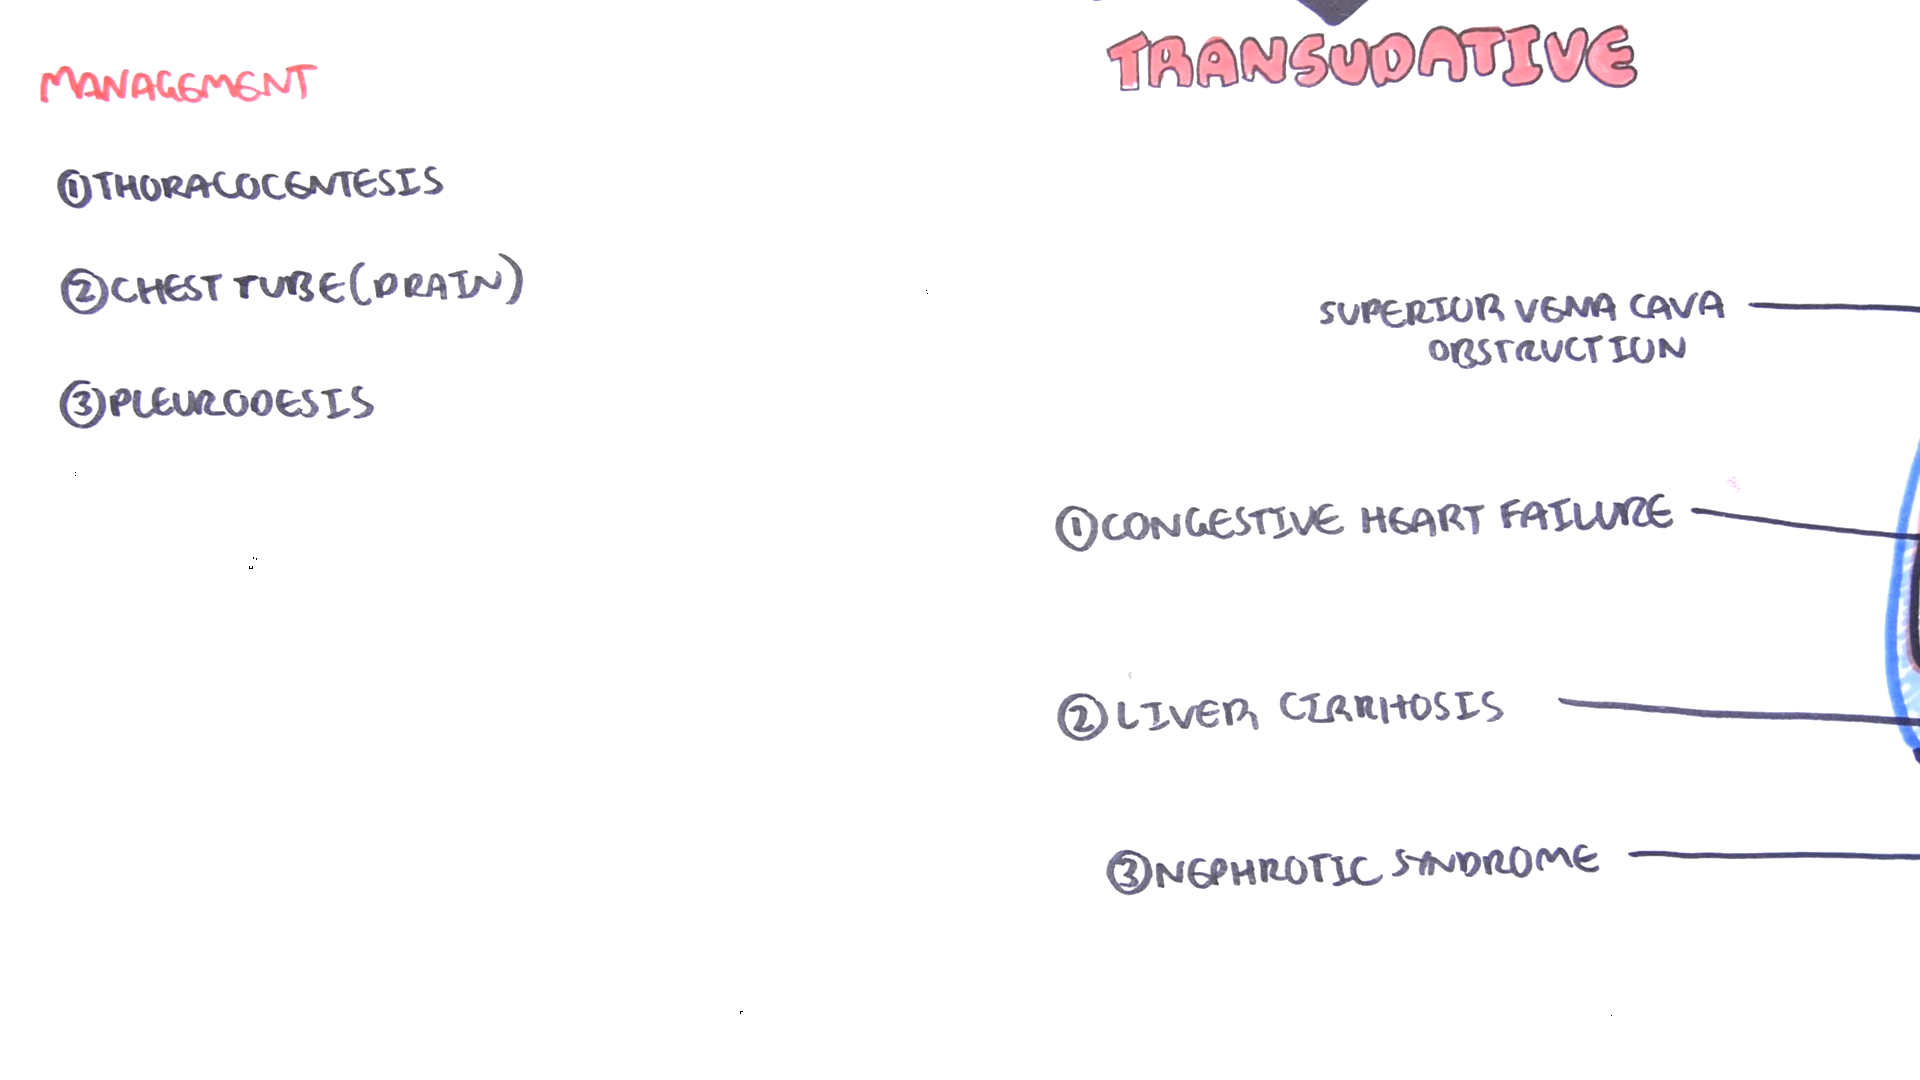 MANAGEMENT
①THORACOCENTESIS
②CHEST TUBE(DRAIN)
③PLEURODESIS
TRANSUDATIVE
SUPERIOR VENA CAVA
OBSTRUCTION
①CONGESTIVE HEART FAILURE
②LIVER CIRRHOSIS
③NEPHROTIC SYNDROME